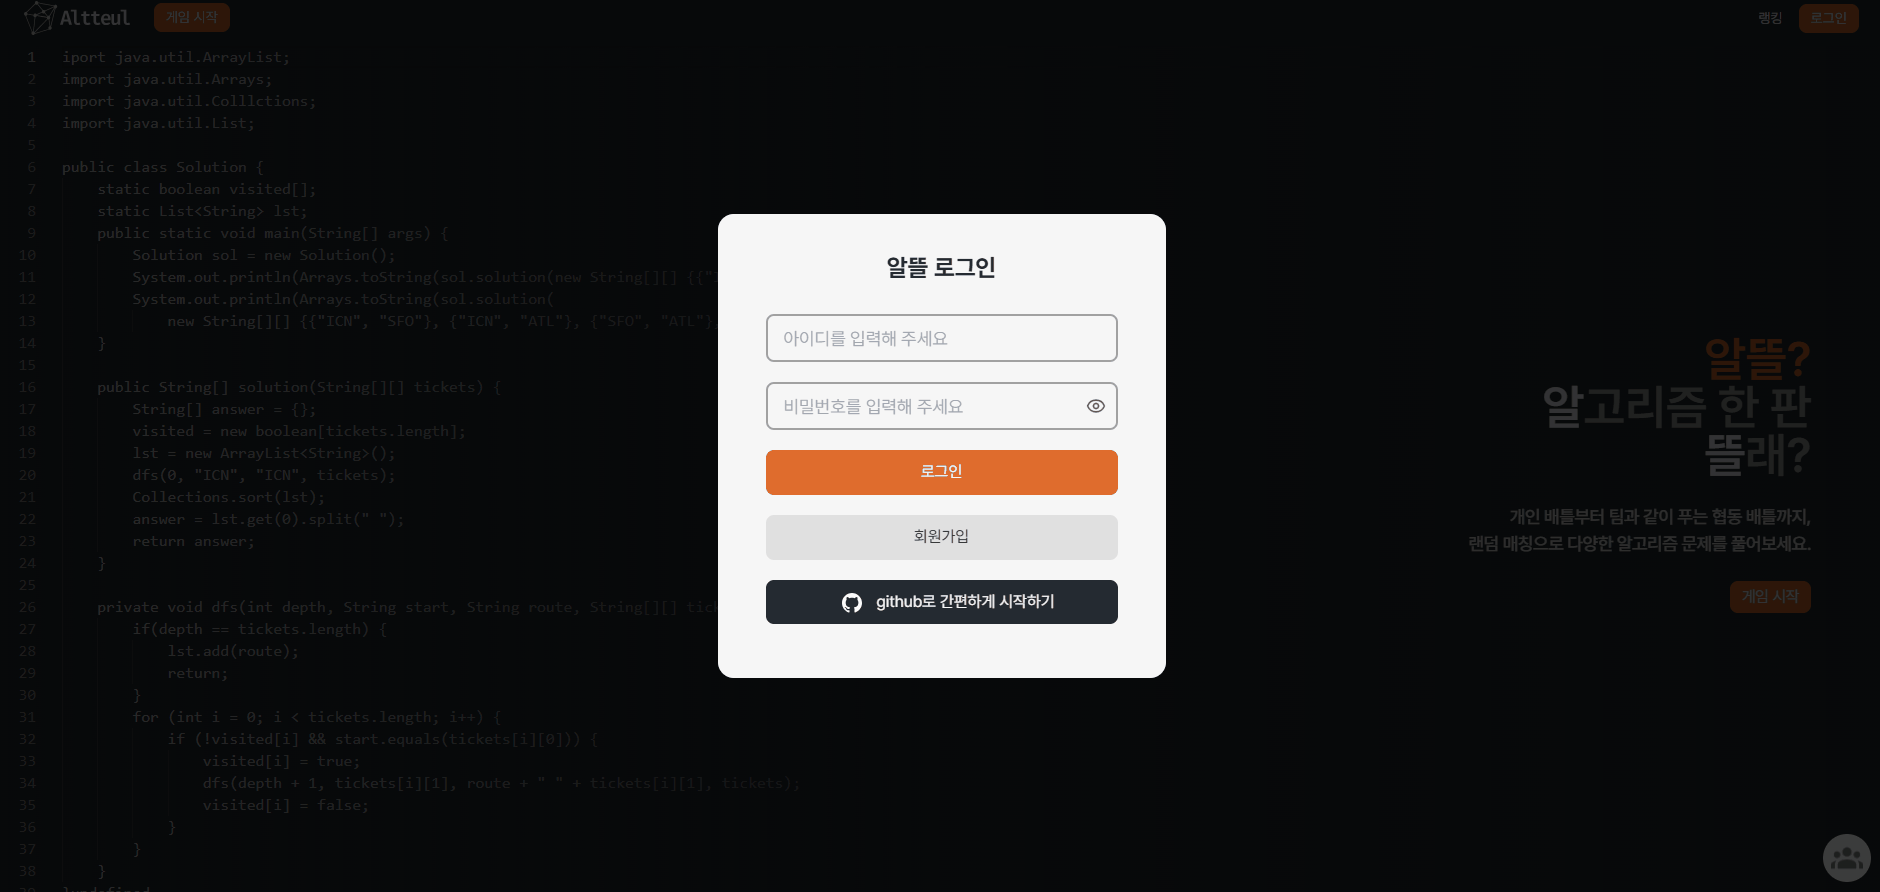 Altteul
게임 시작
랭킹
로그인
1 iport java.util.ArrayList;
2 import java.util.Arrays;
3 import java.util.Colllctions;
4 import java.util.List;
5
6 public class Solution {
7 static boolean visited[];
8 static List<String> lst;
9 public static void main(String[] args) {
10 Solution sol = new Solution();
11 System.out.println(Arrays.toString(sol.solution(new String[][] {{"
12 System.out.println(Arrays.toString(sol.solution(
13 new String[][] {{"ICN", "SFO"}, {"ICN", "ATL"}, {"SFO", "ATL"},
14 }
15
16 public String[] solution(String[][] tickets) {
17 String[] answer = {};
18 visited = new boolean[tickets.length];
19 lst = new ArrayList<String>();
20 dfs(0, "ICN", "ICN", tickets);
21 Collections.sort(lst);
22 answer = lst.get(0).split(" ");
23 return answer;
24 }
25
26 private void dfs(int depth, String start, String route, String[][] tic
27 if(depth == tickets.length) {
28 lst.add(route);
29 return;
30 }
31 for (int i = 0; i < tickets.length; i++) {
32 if (!visited[i] && start.equals(tickets[i][0])) {
33 visited[i] = true;
34 dfs(depth + 1, tickets[i][1], route + " " + tickets[i][1], tickets);
35 visited[i] = false;
36 }
37 }
38 }
39 }undefined
알뜰 로그인
아이디를 입력해 주세요
비밀번호를 입력해 주세요
로그인
회원가입
github로 간편하게 시작하기
알뜰?
알고리즘 한 판
뜰래?
개인 배틀부터 팀과 같이 푸는 협동 배틀까지,
랜덤 매칭으로 다양한 알고리즘 문제를 풀어보세요.
게임 시작